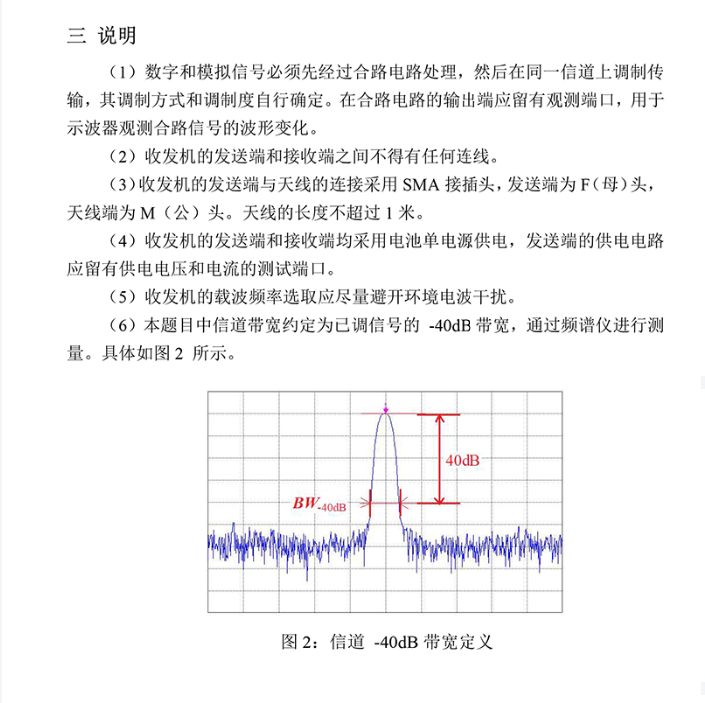 三 说明
（1）数字和模拟信号必须先经过合路电路处理，然后在同一信道上调制传
输，其调制方式和调制度自行确定。在合路电路的输出端应留有观测端口，用于
示波器观测合路信号的波形变化。
（2）收发机的发送端和接收端之间不得有任何连线。
（3）收发机的发送端与天线的连接采用 SMA 接插头，发送端为 F（母）头，
天线端为 M（公）头。天线的长度不超过 1 米。
（4）收发机的发送端和接收端均采用电池单电源供电，发送端的供电电路
应留有供电电压和电流的测试端口。
（5）收发机的载波频率选取应尽量避开环境电波干扰。
（6）本题目中信道带宽约定为已调信号的 -40dB 带宽，通过频谱仪进行测
量。具体如图 2 所示。
40dB
BW-40dB
图 2：信道 -40dB 带宽定义